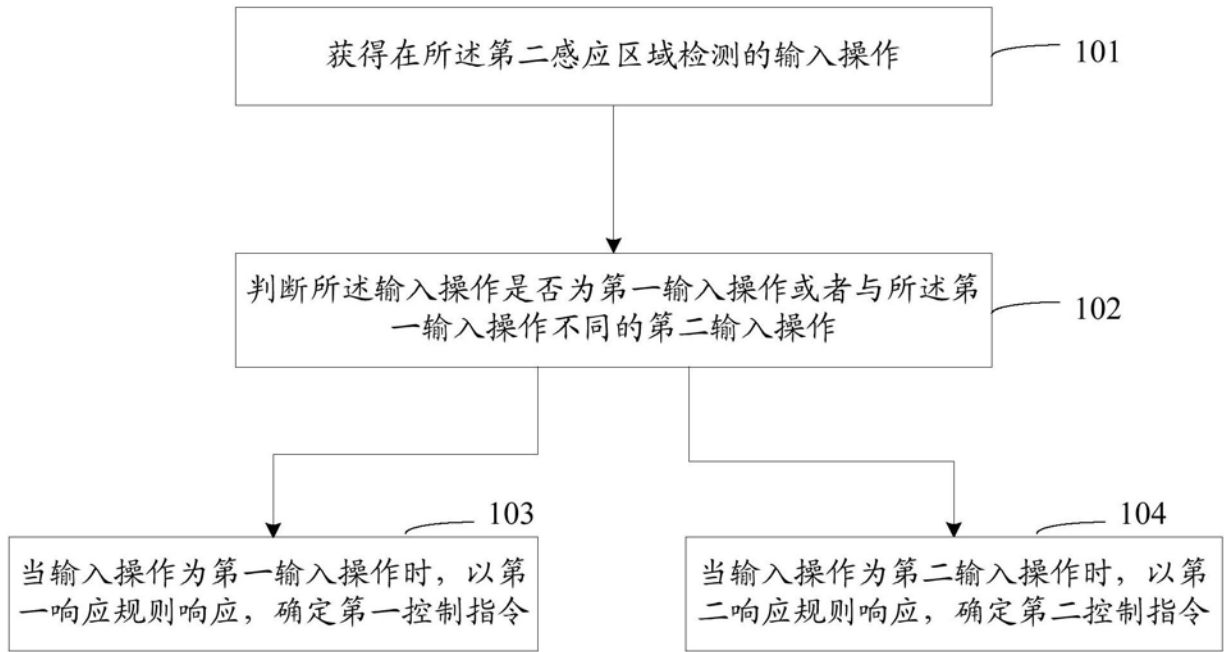 获得在所述第二感应区域检测的输入操作
101
判断所述输入操作是否为第一输入操作或者与所述第
一输入操作不同的第二输入操作
102
103
当输入操作为第一输入操作时，以第
一响应规则响应，确定第一控制指令
104
当输入操作为第二输入操作时，以第
二响应规则响应，确定第二控制指令